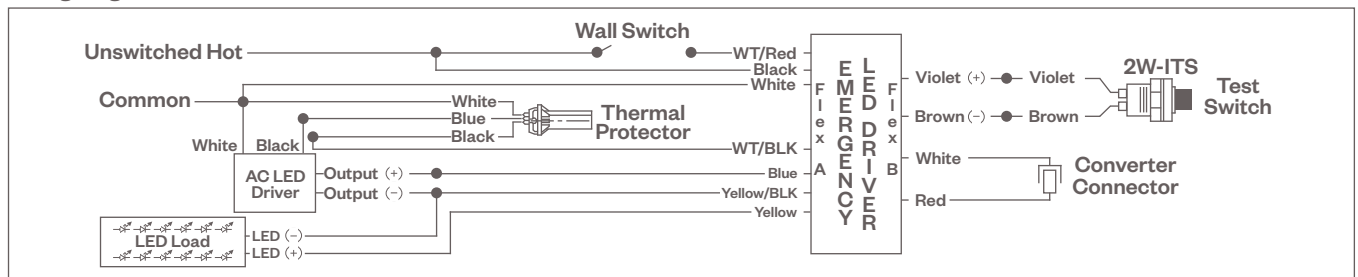 Wall Switch
Unswitched Hot
WT/Red
Black
White
Common
White
Blue
Black
Thermal
Protector
White
Black
WT/BLK
AC LED
Driver
Output (+)
Output (-)
Blue
Yellow/BLK
Yellow
LED Load
LED (-)
LED (+)
Flex A
EMERGENCY
LED DRIVER
Flex B
Violet (+)
Violet
Brown (-)
Brown
2W-ITS
Test
Switch
White
Red
Converter
Connector